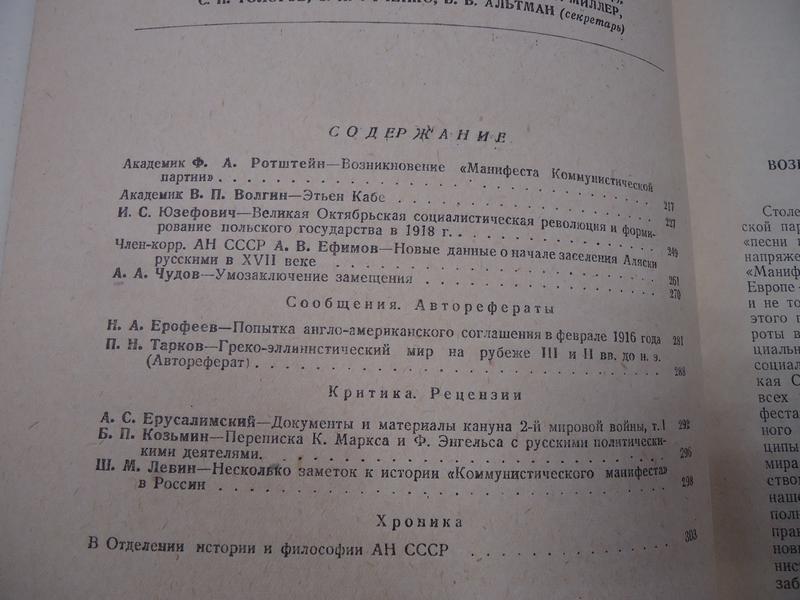 В. В. АЛЬТМАН (секретарь)
МИЛЛЕР,
СОДЕРЖАНИЕ
Академик Ф. А. Ротштейн—Возникновение «Манифеста Коммунистической
партии» . . . . . . . . . . . . . . . . . . . . . . . . 217
Академик В. П. Волгин—Этьен Кабе . . . . . . . . . . . . . . 227
И. С. Юзефович—Великая Октябрьская социалистическая революция и форми-
рование польского государства в 1918 г. . . . . . . . . . . . . 249
Член-корр. АН СССР А. В. Ефимов—Новые данные о начале заселения Аляски
русскими в XVII веке . . . . . . . . . . . . . . . . . . 261
А. А. Чудов—Умозаключение замещения . . . . . . . . . . . . . 270
Сообщения. Авторефераты
Н. А. Ерофеев—Попытка англо-американского соглашения в феврале 1916 года 281
П. Н. Тарков—Греко-эллинистический мир на рубеже III и II вв. до н. э.
(Автореферат) . . . . . . . . . . . . . . . . . . . . . 288
Критика. Рецензии
А. С. Ерусалимский—Документы и материалы кануна 2-й мировой войны, т. I 292
Б. П. Козьмин—Переписка К. Маркса и Ф. Энгельса с русскими политически-
кими деятелями. . . . . . . . . . . . . . . . . . . . . 296
Ш. М. Левин—Несколько заметок к истории «Коммунистического манифеста»
в России . . . . . . . . . . . . . . . . . . . . . . . 298
Хроника
В Отделении истории и философии АН СССР . . . . . . . . . . . 303
ВОЗ
Столе
ской пар
«песни
напряже
«Маниф
Европе
и не то
этого
роты в
циальн
социал
кая С
всех
феста
ного
ципы
мира
ство
наше
поли
пра
нов
нис
заб